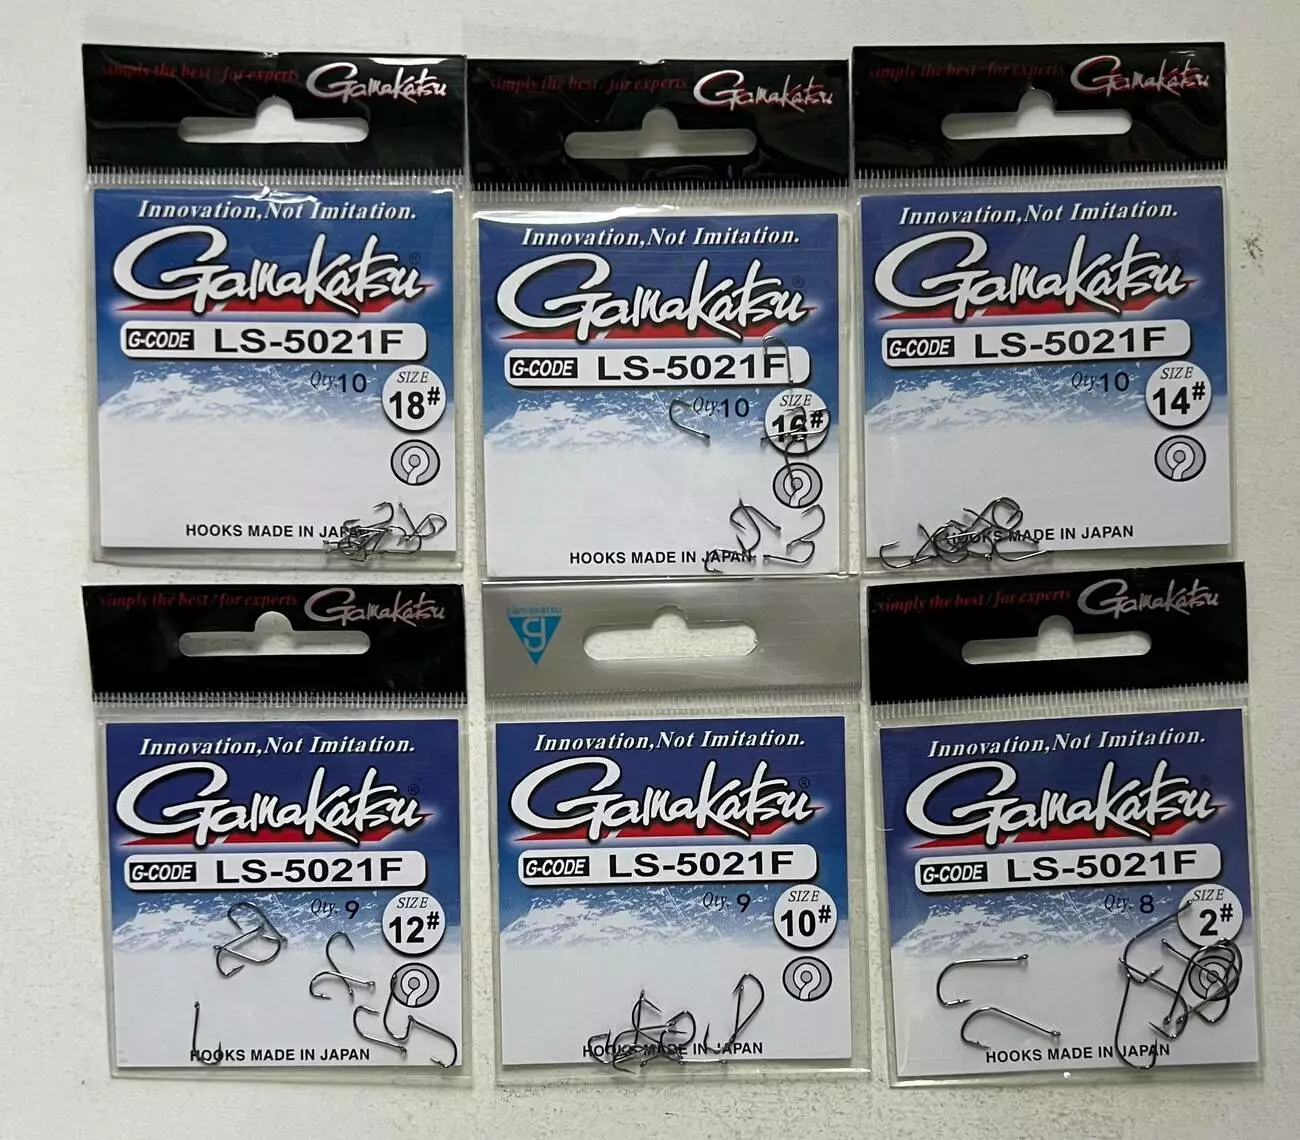 simply the best / for experts Gamakatsu
Innovation,Not Imitation.
Gamakatsu®
G-CODE LS-5021F
Qty.10
SIZE
18#
HOOKS MADE IN JAPAN
simply the best / for experts Gamakatsu
Innovation,Not Imitation.
Gamakatsu®
G-CODE LS-5021F
Qty.10
SIZE
16#
HOOKS MADE IN JAPAN
simply the best / for experts Gamakatsu
Innovation,Not Imitation.
Gamakatsu®
G-CODE LS-5021F
Qty.10
SIZE
14#
HOOKS MADE IN JAPAN
simply the best / for experts Gamakatsu
Innovation,Not Imitation.
Gamakatsu®
G-CODE LS-5021F
Qty. 9
SIZE
12#
HOOKS MADE IN JAPAN
gamakatsu
g
Innovation,Not Imitation.
Gamakatsu®
G-CODE LS-5021F
Qty. 9
SIZE
10#
HOOKS MADE IN JAPAN
simply the best / for experts Gamakatsu
Innovation,Not Imitation.
Gamakatsu®
G-CODE LS-5021F
Qty. 8
SIZE
2#
HOOKS MADE IN JAPAN